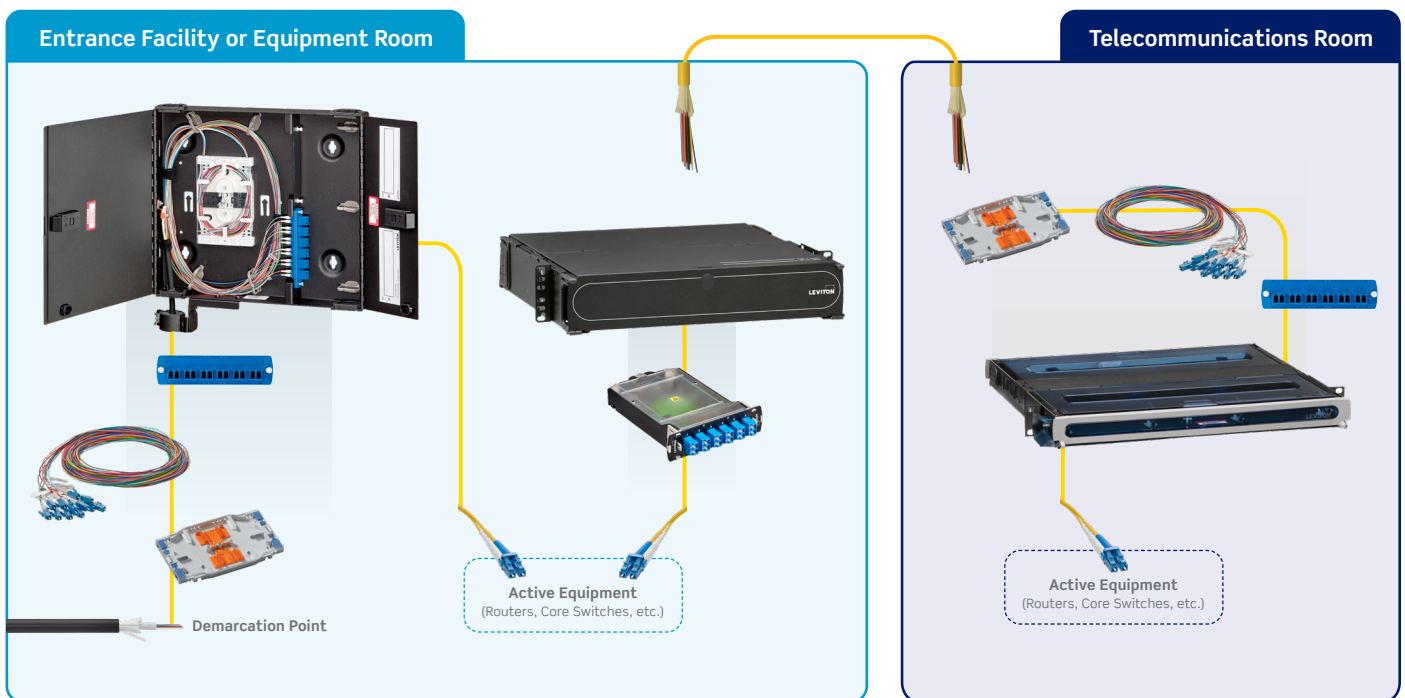 Entrance Facility or Equipment Room
Telecommunications Room
LEVITON
LEVITON
Active Equipment
(Routers, Core Switches, etc.)
Active Equipment
(Routers, Core Switches, etc.)
Demarcation Point